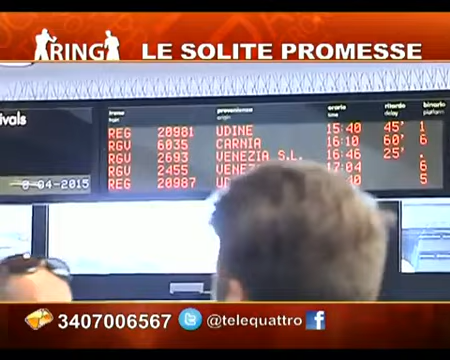 RING LE SOLITE PROMESSE
ivals
treno provenienza orario ritardo binario
train origin time delay platform
REG 20981 UDINE 15:40 45' 1
RGV 6035 CARNIA 16:10 60' 6
RGV 2693 VENEZIA S.L. 16:46 25'
RGV 2455 VENEZ 17:04 6
REG 20987 5
-04-2015
3407006567 @telequattro f